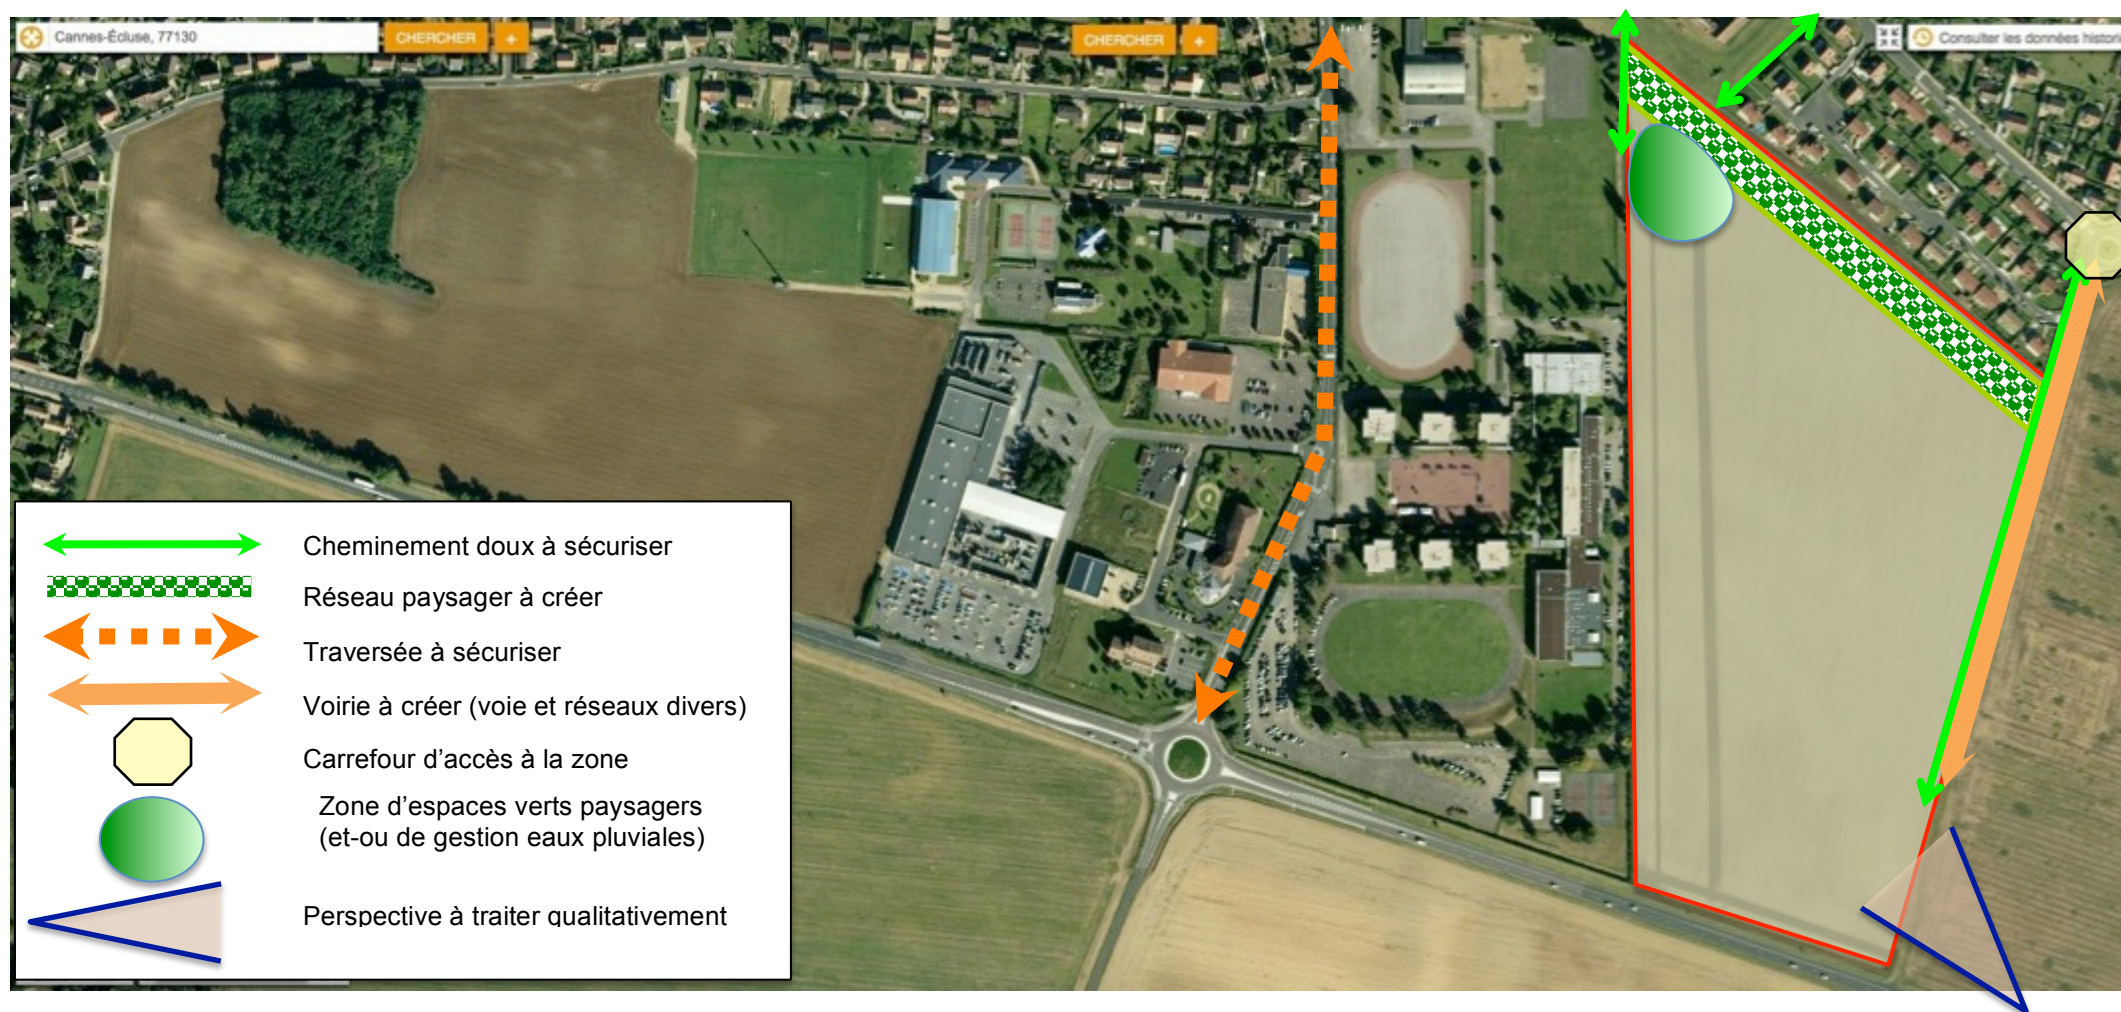 Cannes-Écluse, 77130
CHERCHER +
CHERCHER +
Consulter les données histori
Cheminement doux à sécuriser
Réseau paysager à créer
Traversée à sécuriser
Voirie à créer (voie et réseaux divers)
Carrefour d'accès à la zone
Zone d'espaces verts paysagers
(et-ou de gestion eaux pluviales)
Perspective à traiter qualitativement